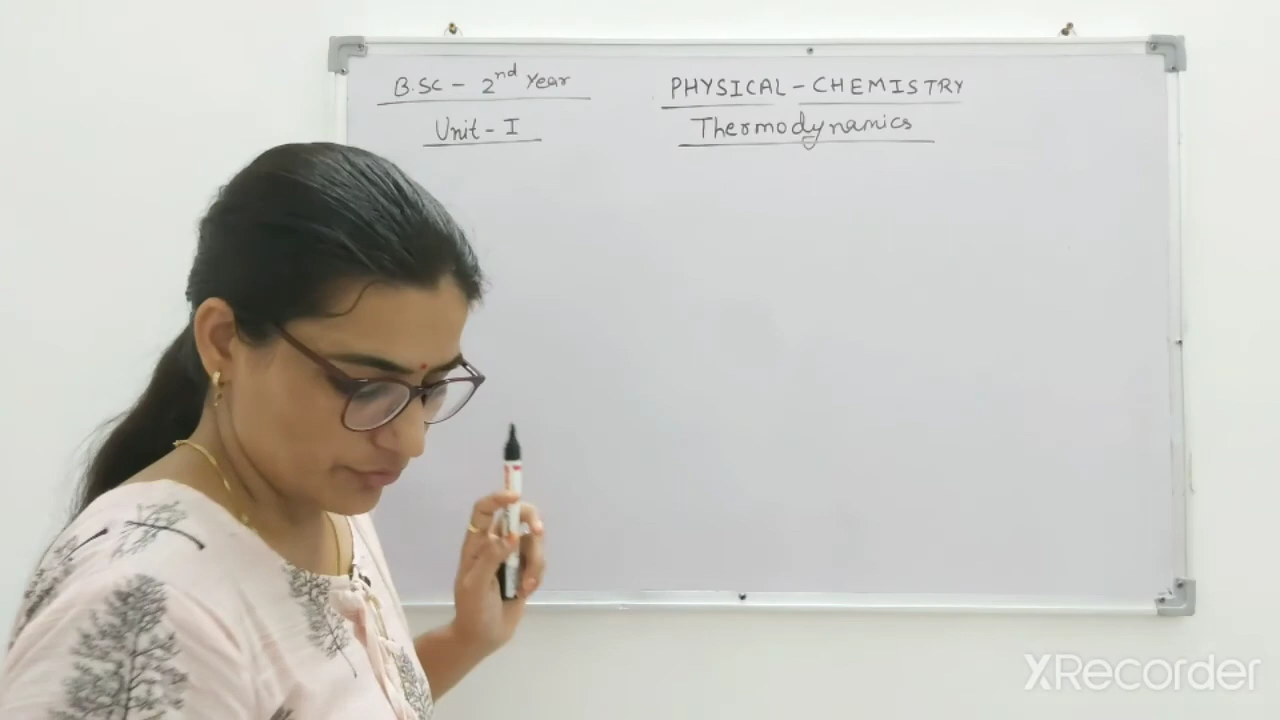 B.SC - 2nd Year
Unit - I
PHYSICAL - CHEMISTRY
Thermodynamics
XRecorder